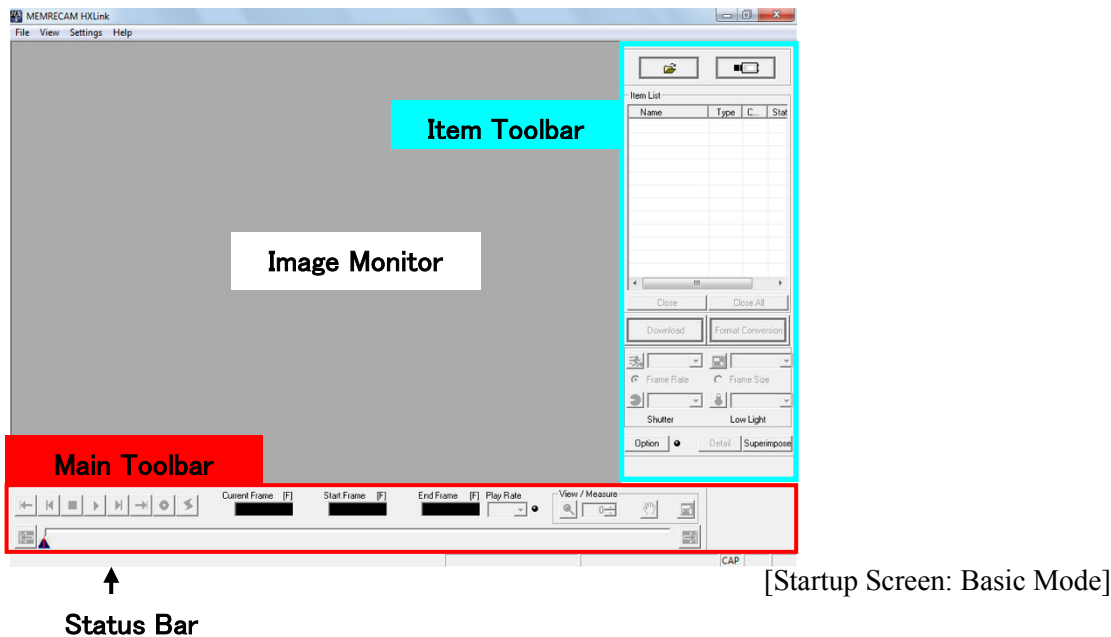 MEMRECAM HXLink
File View Settings Help
Item List
Name Type C... Stat
Item Toolbar
Image Monitor
Close Close All
Download Format Conversion
Frame Rate Frame Size
Shutter Low Light
Option Detail Superimpose
Main Toolbar
Current Frame [F] Start Frame [F] End Frame [F] Play Rate View / Measure
0
CAP
[Startup Screen: Basic Mode]
Status Bar